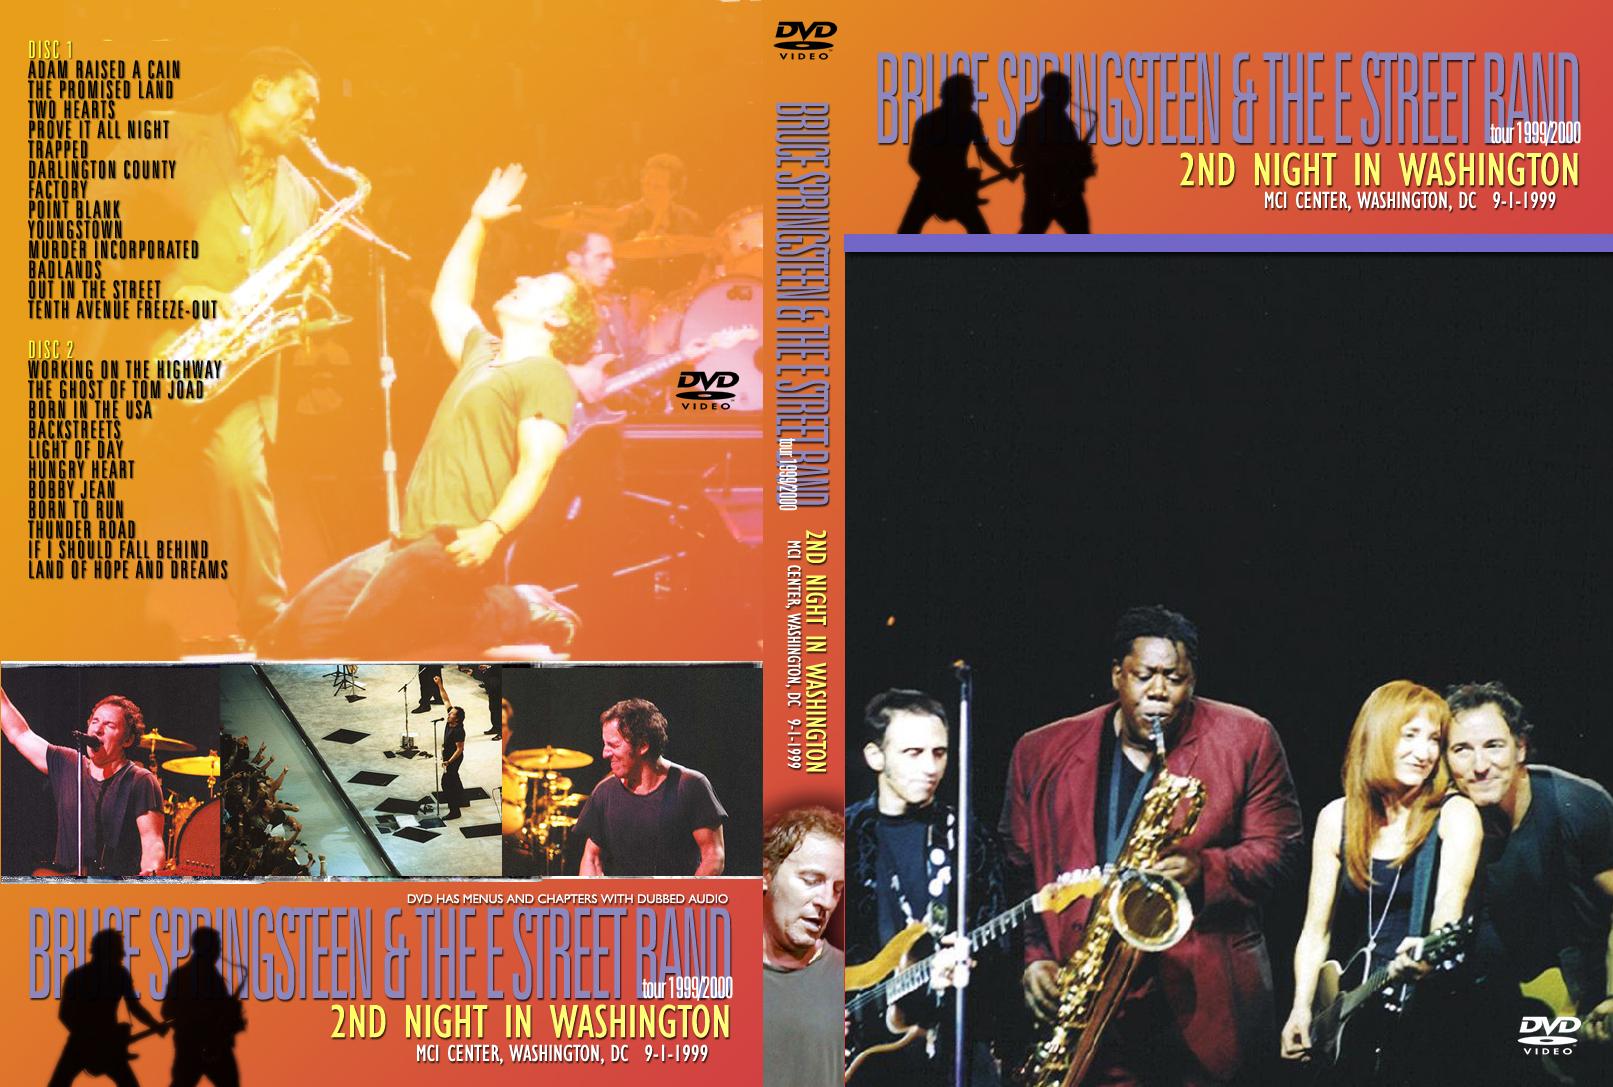 DISC 1
ADAM RAISED A CAIN
THE PROMISED LAND
TWO HEARTS
PROVE IT ALL NIGHT
TRAPPED
DARLINGTON COUNTY
FACTORY
POINT BLANK
YOUNGSTOWN
MURDER INCORPORATED
BADLANDS
OUT IN THE STREET
TENTH AVENUE FREEZE-OUT
DISC 2
WORKING ON THE HIGHWAY
THE GHOST OF TOM JOAD
BORN IN THE USA
BACKSTREETS
LIGHT OF DAY
HUNGRY HEART
BOBBY JEAN
BORN TO RUN
THUNDER ROAD
IF I SHOULD FALL BEHIND
LAND OF HOPE AND DREAMS
DVD
VIDEO
DVD HAS MENUS AND CHAPTERS WITH DUBBED AUDIO
BRUCE SPRINGSTEEN & THE E STREET BAND
tour 1999/2000
2ND NIGHT IN WASHINGTON
MCI CENTER, WASHINGTON, DC 9-1-1999
DVD
VIDEO
BRUCE SPRINGSTEEN & THE E STREET BAND
tour 1999/2000
2ND NIGHT IN WASHINGTON
MCI CENTER, WASHINGTON, DC 9-1-1999
BRUCE SPRINGSTEEN & THE E STREET BAND
tour 1999/2000
2ND NIGHT IN WASHINGTON
MCI CENTER, WASHINGTON, DC 9-1-1999
DVD
VIDEO